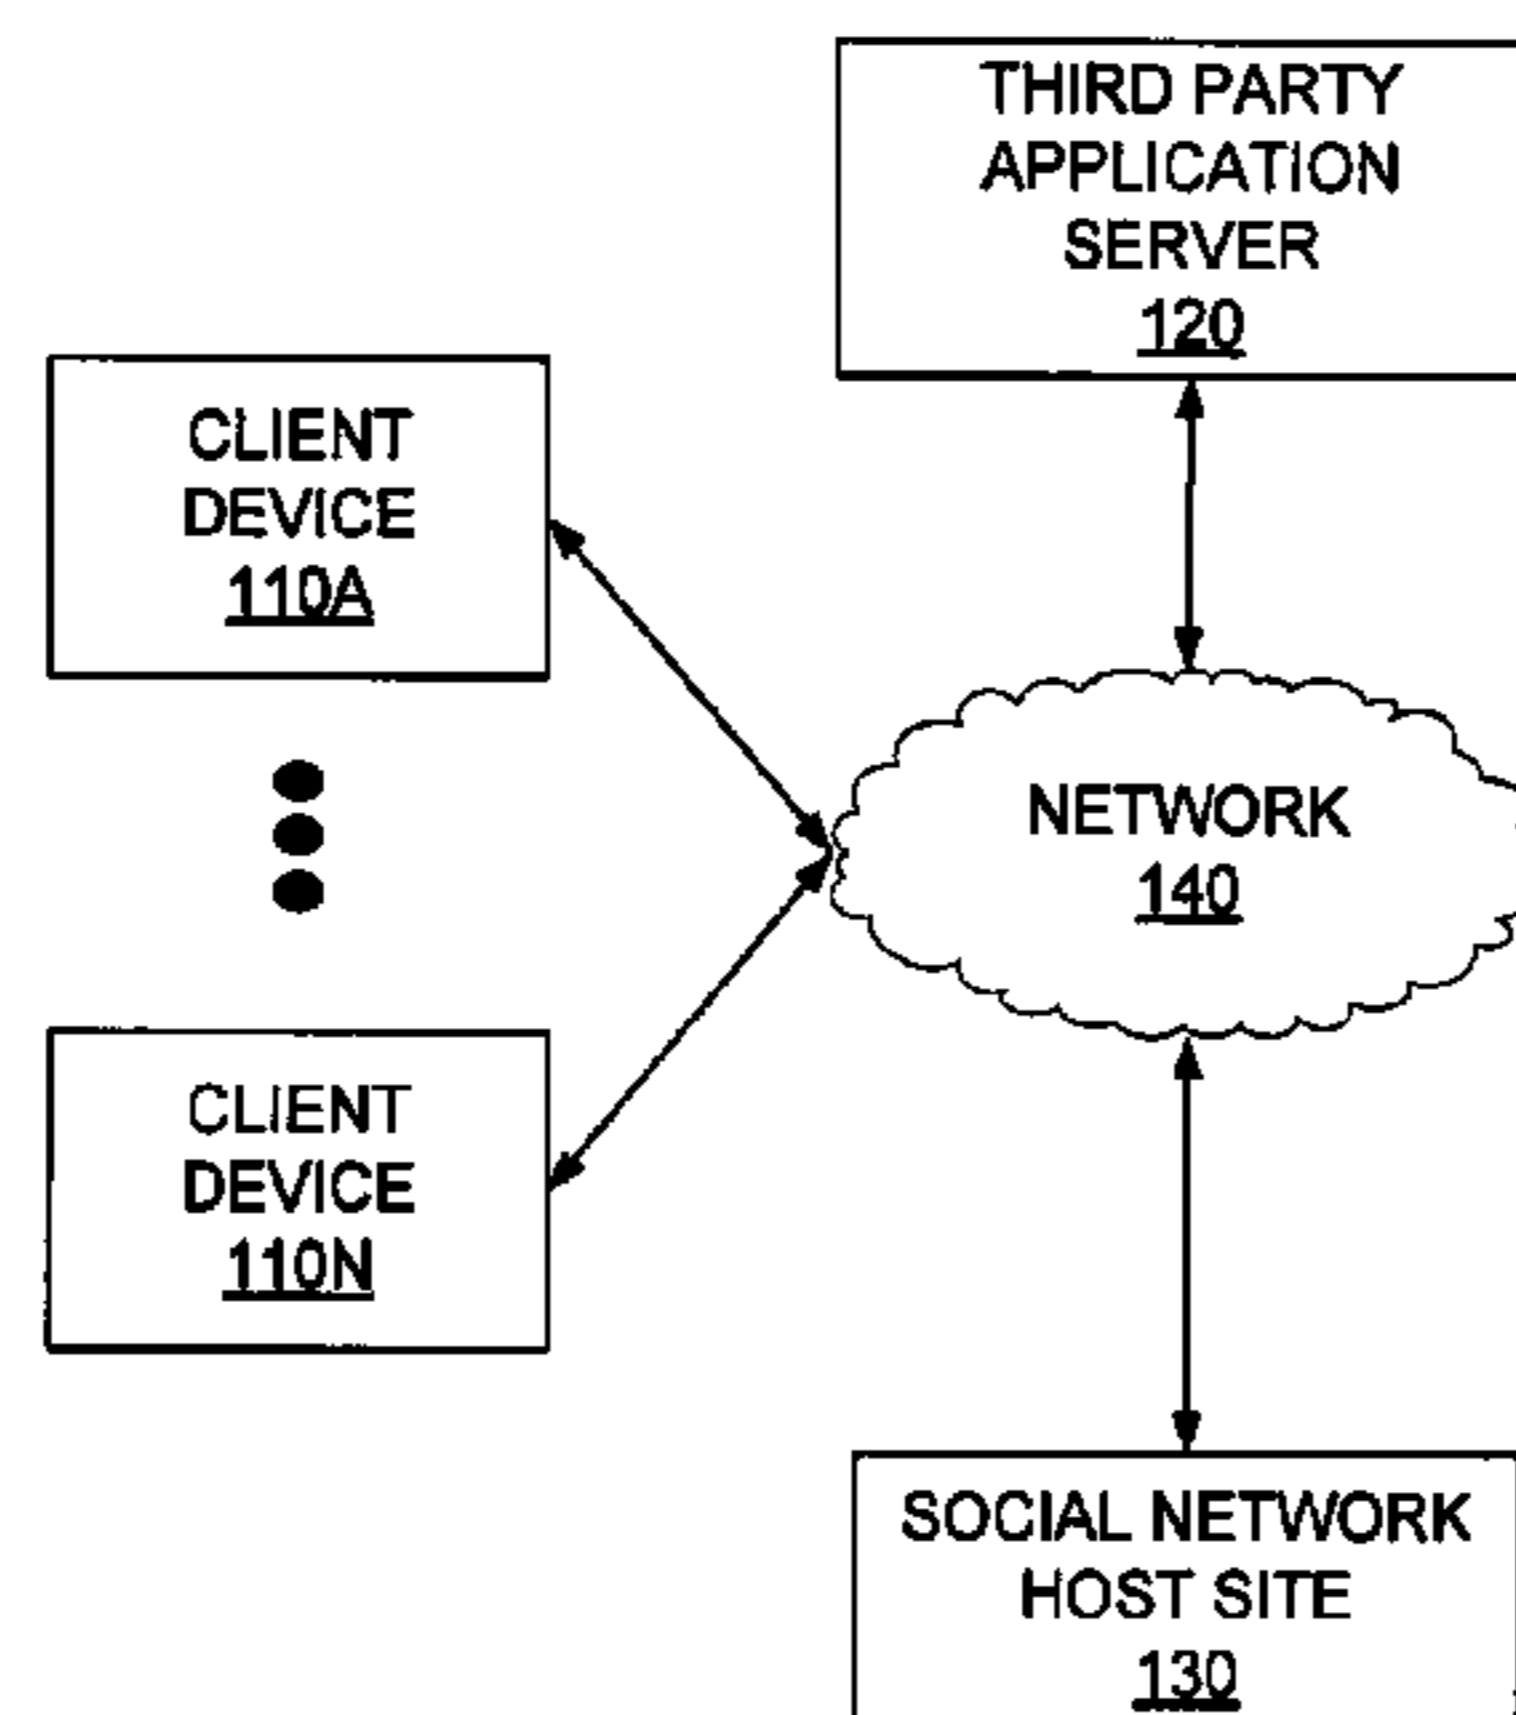 THIRD PARTY
APPLICATION
SERVER
120
CLIENT
DEVICE
110A
NETWORK
140
CLIENT
DEVICE
110N
SOCIAL NETWORK
HOST SITE
130